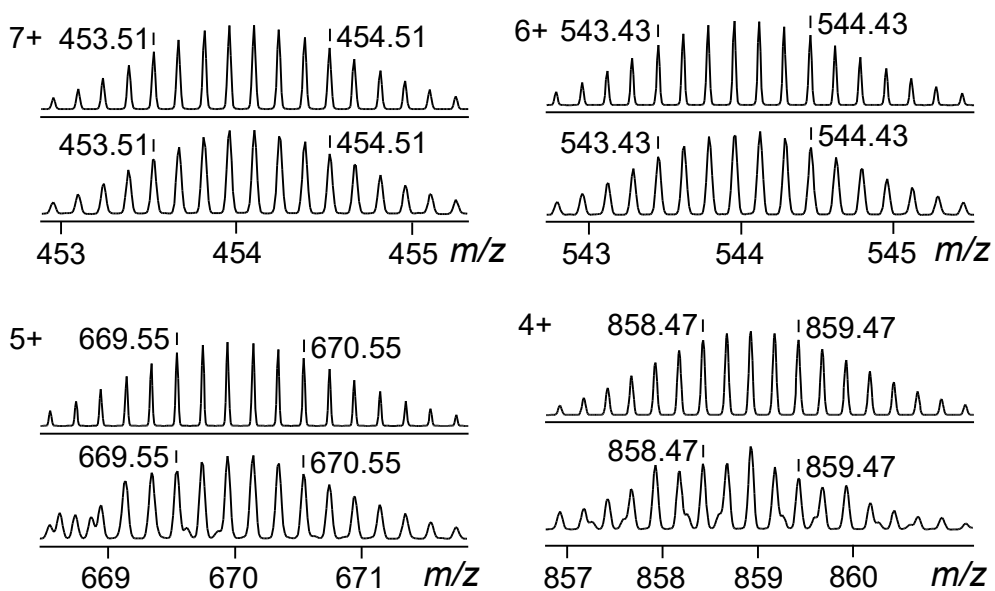 7+ 453.51 454.51
453.51 454.51
453 454 455 m/z
6+ 543.43 544.43
543.43 544.43
543 544 545 m/z
5+ 669.55 670.55
669.55 670.55
669 670 671 m/z
4+ 858.47 859.47
858.47 859.47
857 858 859 860 m/z